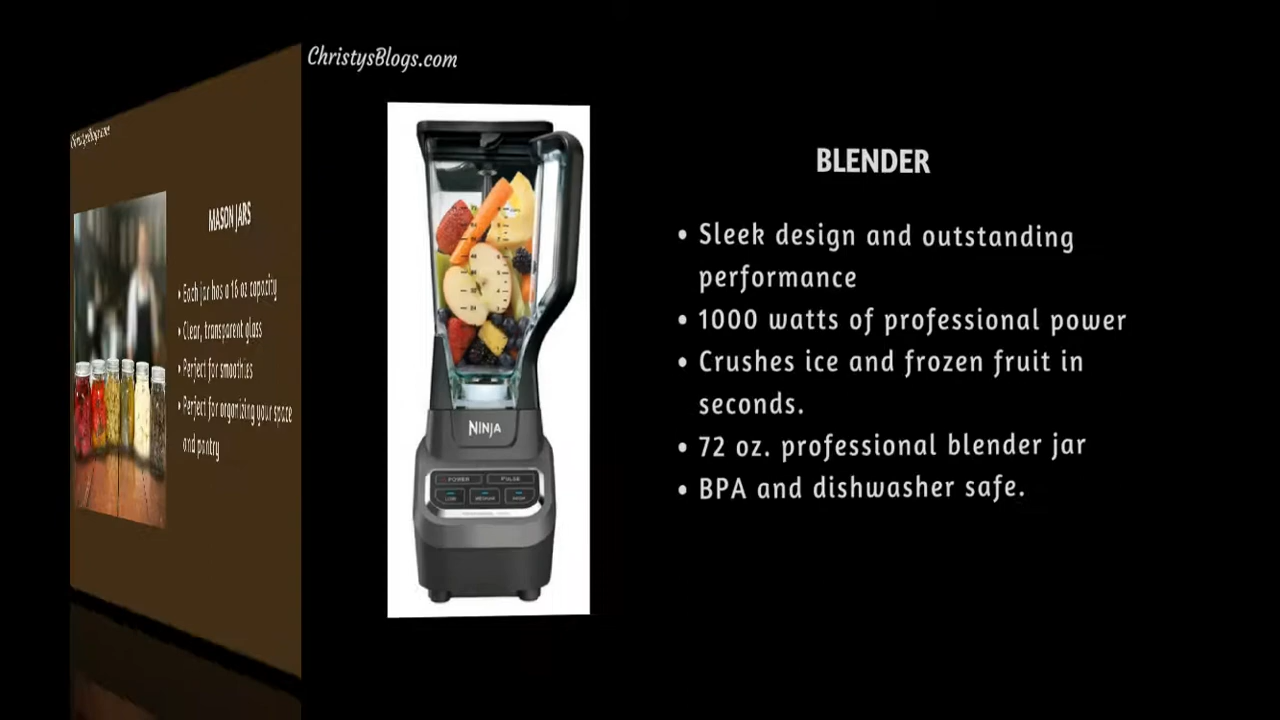 ChristysBlogs.com
MASON JARS
• Each jar has a 16 oz capacity
• Clear, transparent glass
• Perfect for smoothies
• Perfect for organizing your space
and pantry
ChristysBlogs.com
NINJA
POWER PULSE
LOW MEDIUM HIGH
BLENDER
• Sleek design and outstanding
performance
• 1000 watts of professional power
• Crushes ice and frozen fruit in
seconds.
• 72 oz. professional blender jar
• BPA and dishwasher safe.